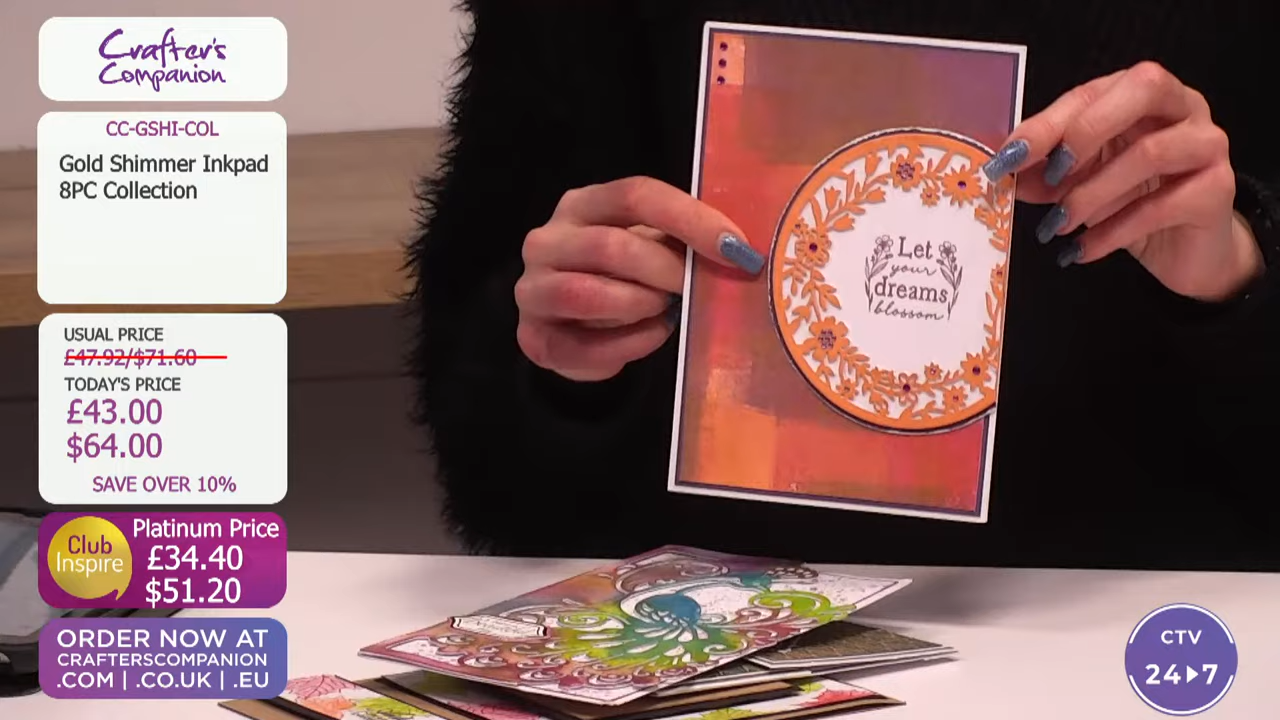 Crafter's
Companion
CC-GSHI-COL
Gold Shimmer Inkpad
8PC Collection
USUAL PRICE
£47.92/$71.60
TODAY'S PRICE
£43.00
$64.00
SAVE OVER 10%
Club
Inspire
Platinum Price
£34.40
$51.20
ORDER NOW AT
CRAFTERSCOMPANION
.COM | .CO.UK | .EU
Let
your
dreams
blossom
CTV
24▶7